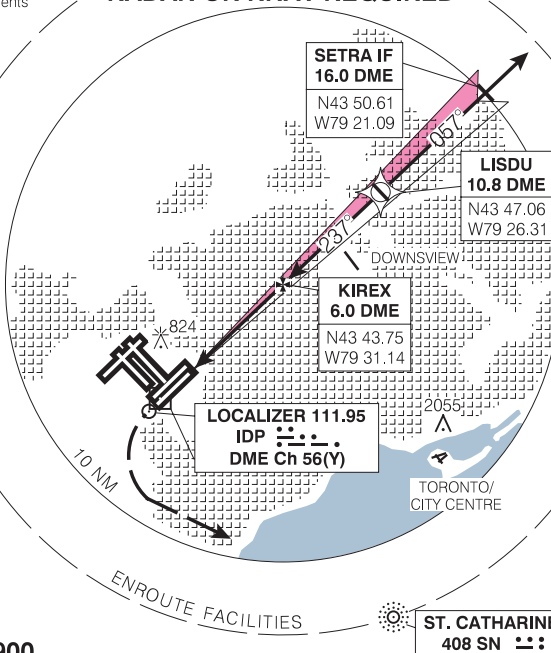 SETRA IF
16.0 DME
N43 50.61
W79 21.09
057°
LISDU
10.8 DME
N43 47.06
W79 26.31
237°
DOWNSVIEW
KIREX
6.0 DME
N43 43.75
W79 31.14
824
LOCALIZER 111.95
IDP
DME Ch 56(Y)
2055
10 NM
TORONTO/
CITY CENTRE
ENROUTE FACILITIES
ST. CATHARINE
408 SN